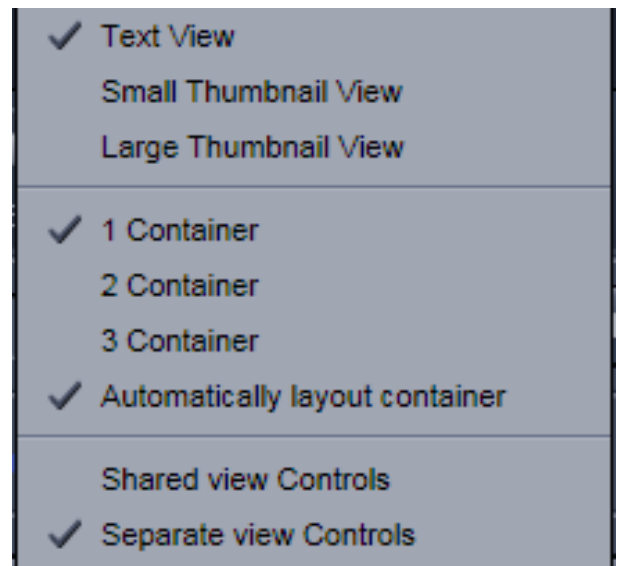 Text View
Small Thumbnail View
Large Thumbnail View
1 Container
2 Container
3 Container
Automatically layout container
Shared view Controls
Separate view Controls